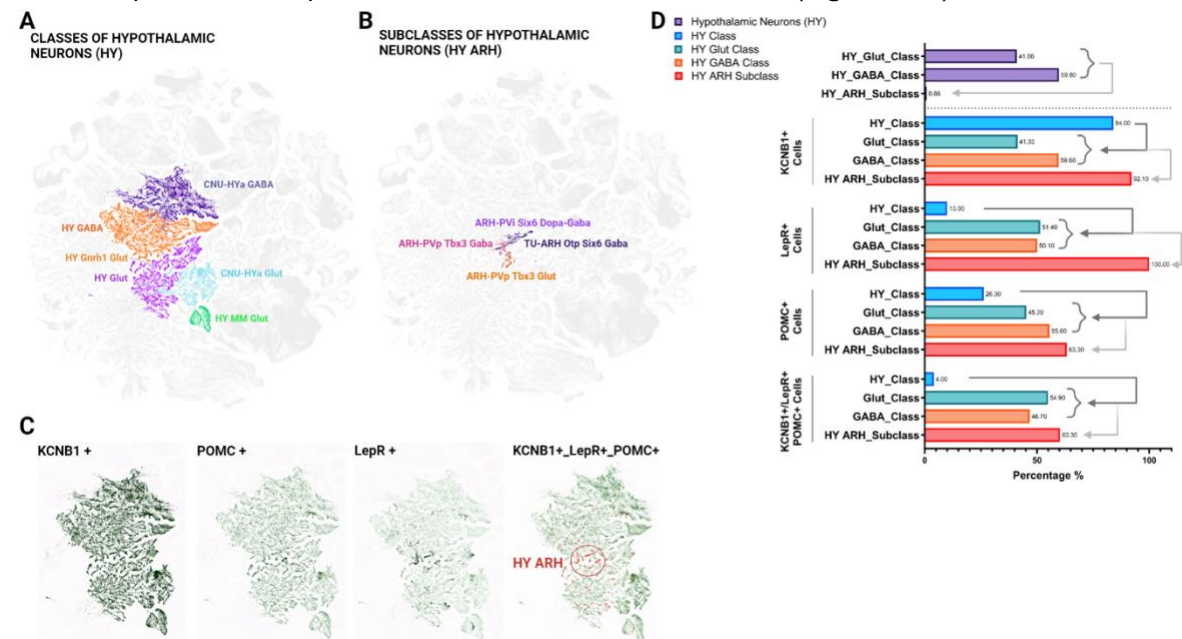 A
CLASSES OF HYPOTHALAMIC
NEURONS (HY)
CNU-HYa GABA
HY GABA
HY Gnrh1 Glut
HY Glut
CNU-HYa Glut
HY MM Glut
B
SUBCLASSES OF HYPOTHALAMIC
NEURONS (HY ARH)
ARH-PVi Six6 Dopa-Gaba
ARH-PVp Tbx3 Gaba
TU-ARH Otp Six6 Gaba
ARH-PVp Tbx3 Glut
C
KCNB1 +
POMC +
LepR +
KCNB1+_LepR+_POMC+
HY ARH
D
Hypothalamic Neurons (HY)
HY Class
HY Glut Class
HY GABA Class
HY ARH Subclass
HY_Glut_Class
41.00
HY_GABA_Class
HY_ARH_Subclass
KCNB1+
Cells
HY_Class
84.00
Glut_Class
41.30
GABA_Class
59.60
HY ARH_Subclass
92.10
LepR+
Cells
HY_Class
10.00
Glut_Class
51.40
GABA_Class
50.10
HY ARH_Subclass
100.00
POMC+
Cells
HY_Class
26.30
Glut_Class
45.20
GABA_Class
55.60
HY ARH_Subclass
63.30
KCNB1+/LepR+
POMC+ Cells
HY_Class
4.00
Glut_Class
54.90
GABA_Class
46.70
HY ARH_Subclass
60.30
0
50
100
Percentage %